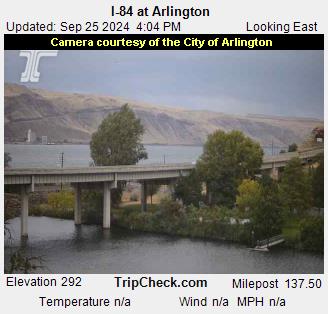 I-84 at Arlington
Updated: Sep 25 2024 4:04 PM Looking East
Camera courtesy of the City of Arlington
Elevation 292 TripCheck.com Milepost 137.50
Temperature n/a Wind n/a MPH n/a